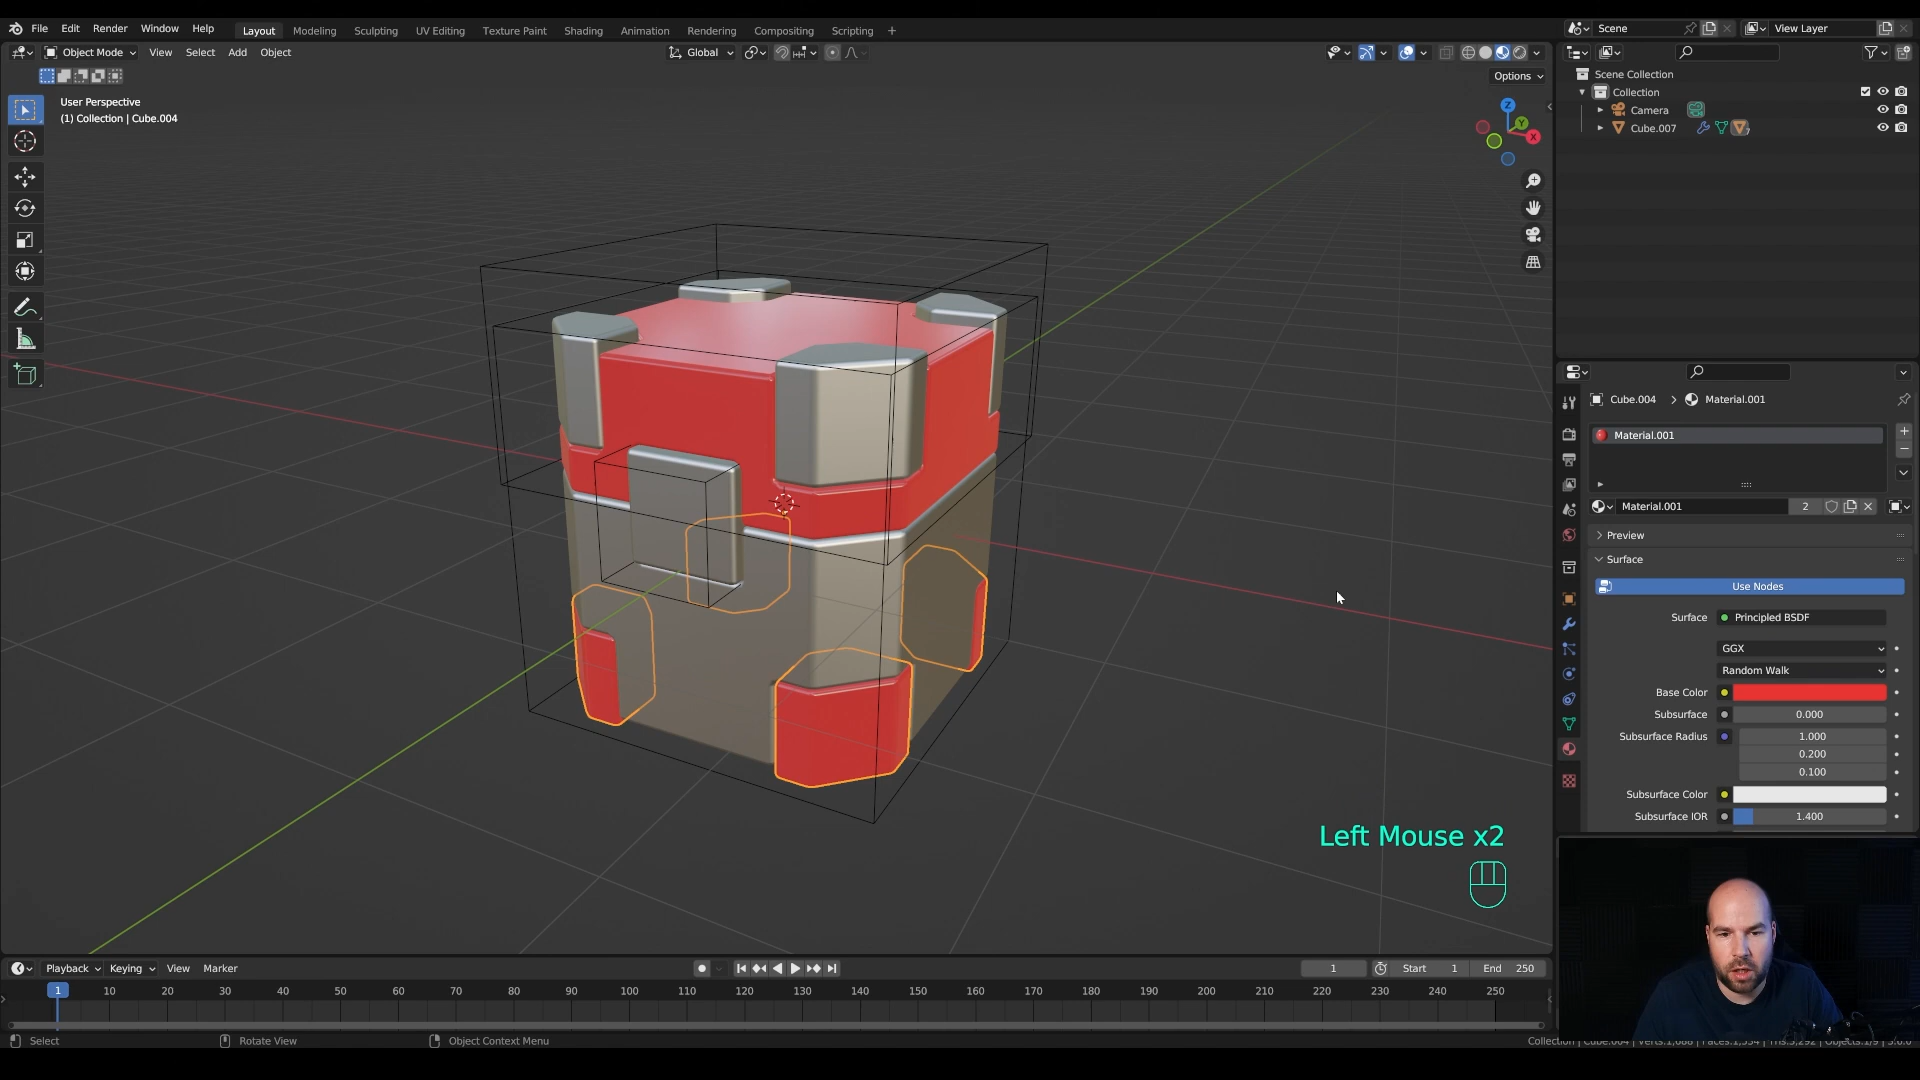 File Edit Render Window Help Layout Modeling Sculpting UV Editing Texture Paint Shading Animation Rendering Compositing Scripting + Scene View Layer
Object Mode View Select Add Object Global
Options
User Perspective
(1) Collection | Cube.004
Z
Y
X
Scene Collection
Collection
Camera
Cube.007
Cube.004 > Material.001
Material.001
Material.001 2
Preview
Surface
Use Nodes
Surface Principled BSDF
GGX
Random Walk
Base Color
Subsurface 0.000
Subsurface Radius 1.000
0.200
0.100
Subsurface Color
Subsurface IOR 1.400
Left Mouse x2
Playback Keying View Marker 1 Start 1 End 250
1 10 20 30 40 50 60 70 80 90 100 110 120 130 140 150 160 170 180 190 200 210 220 230 240 250
Select Rotate View Object Context Menu